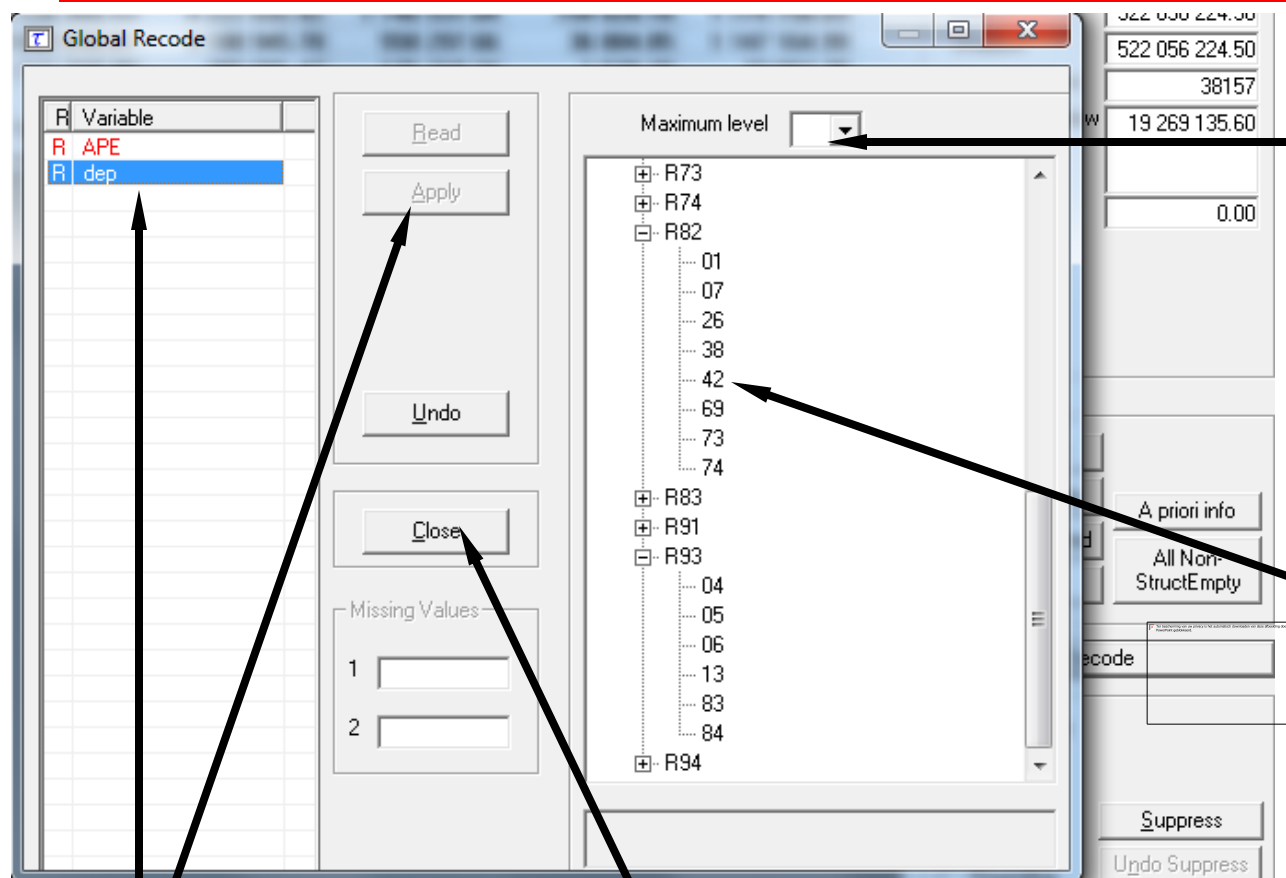 Global Recode
R Variable
R APE
R dep
Read
Apply
Undo
Close
Missing Values
1
2
Maximum level
R73
R74
R82
01
07
26
38
42
69
73
74
R83
R91
R93
04
05
06
13
83
84
R94
522 056 224.50
38157
w 19 269 135.60
0.00
A priori info
All Non-
StructEmpty
ecode
Suppress
Undo Suppress